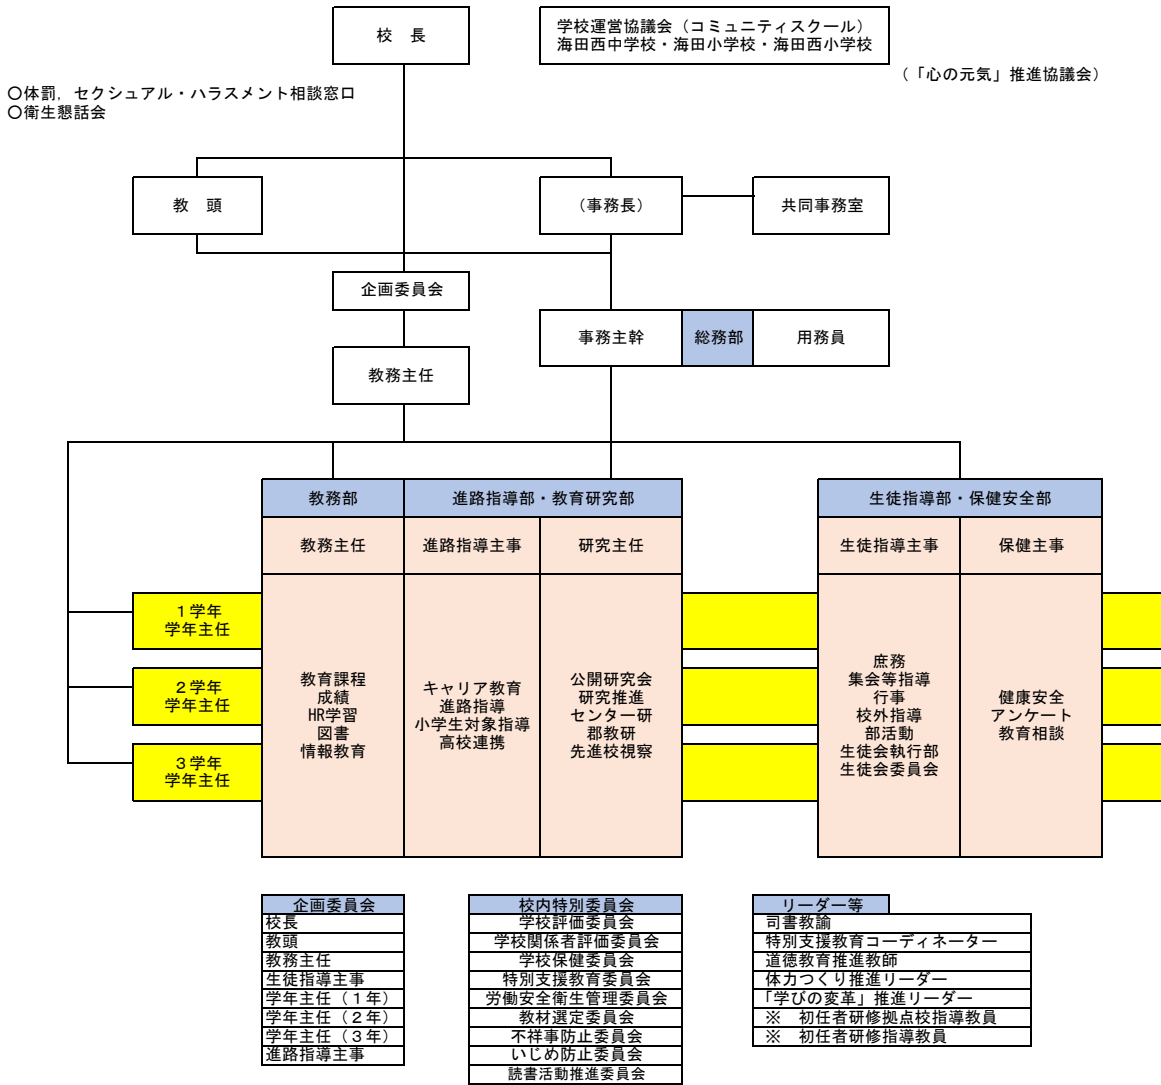 校　長
学校運営協議会（コミュニティスクール）
海田西中学校・海田小学校・海田西小学校
（「心の元気」推進協議会）
〇体罰，セクシュアル・ハラスメント相談窓口
〇衛生懇話会
教　頭
（事務長）
共同事務室
企画委員会
事務主幹
総務部
用務員
教務主任
教務部
進路指導部・教育研究部
生徒指導部・保健安全部
教務主任
進路指導主事
研究主任
生徒指導主事
保健主事
１学年
学年主任
２学年
学年主任
３学年
学年主任
教育課程
成績
HR学習
図書
情報教育
キャリア教育
進路指導
小学生対象指導
高校連携
公開研究会
研究推進
センター研
郡教研
先進校視察
庶務
集会等指導
行事
校外指導
部活動
生徒会執行部
生徒会委員会
健康安全
アンケート
教育相談
企画委員会
校長
教頭
教務主任
生徒指導主事
学年主任（１年）
学年主任（２年）
学年主任（３年）
進路指導主事
校内特別委員会
学校評価委員会
学校関係者評価委員会
学校保健委員会
特別支援教育委員会
労働安全衛生管理委員会
教材選定委員会
不祥事防止委員会
いじめ防止委員会
読書活動推進委員会
リーダー等
司書教諭
特別支援教育コーディネーター
道徳教育推進教師
体力つくり推進リーダー
「学びの変革」推進リーダー
※　初任者研修拠点校指導教員
※　初任者研修指導教員